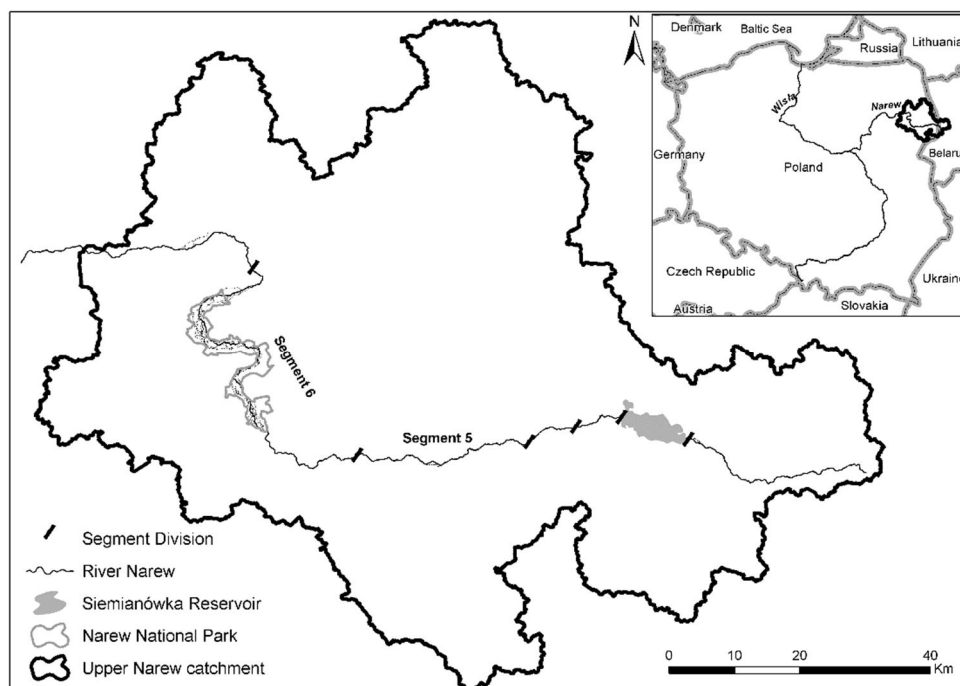 N
Denmark
Baltic Sea
Russia
Lithuania
Wisła
Narew
Germany
Poland
Belaru
Czech Republic
Ukraine
Austria
Slovakia
Segment 6
Segment 5
Segment Division
River Narew
Siemianówka Reservoir
Narew National Park
Upper Narew catchment
0 10 20 30 40
Km